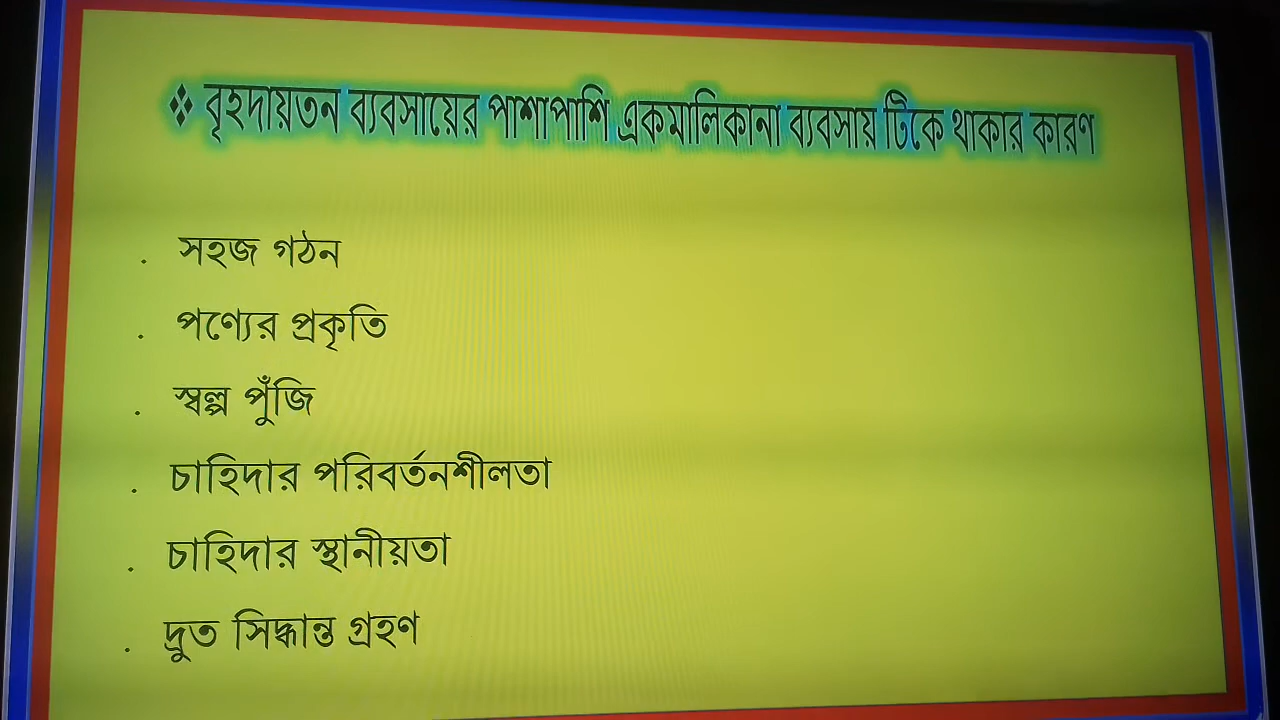 ❖ বৃহদায়তন ব্যবসায়ের পাশাপাশি একমালিকানা ব্যবসায় টিকে থাকার কারণ
. সহজ গঠন
. পণ্যের প্রকৃতি
. স্বল্প পুঁজি
. চাহিদার পরিবর্তনশীলতা
. চাহিদার স্থানীয়তা
. দ্রুত সিদ্ধান্ত গ্রহণ